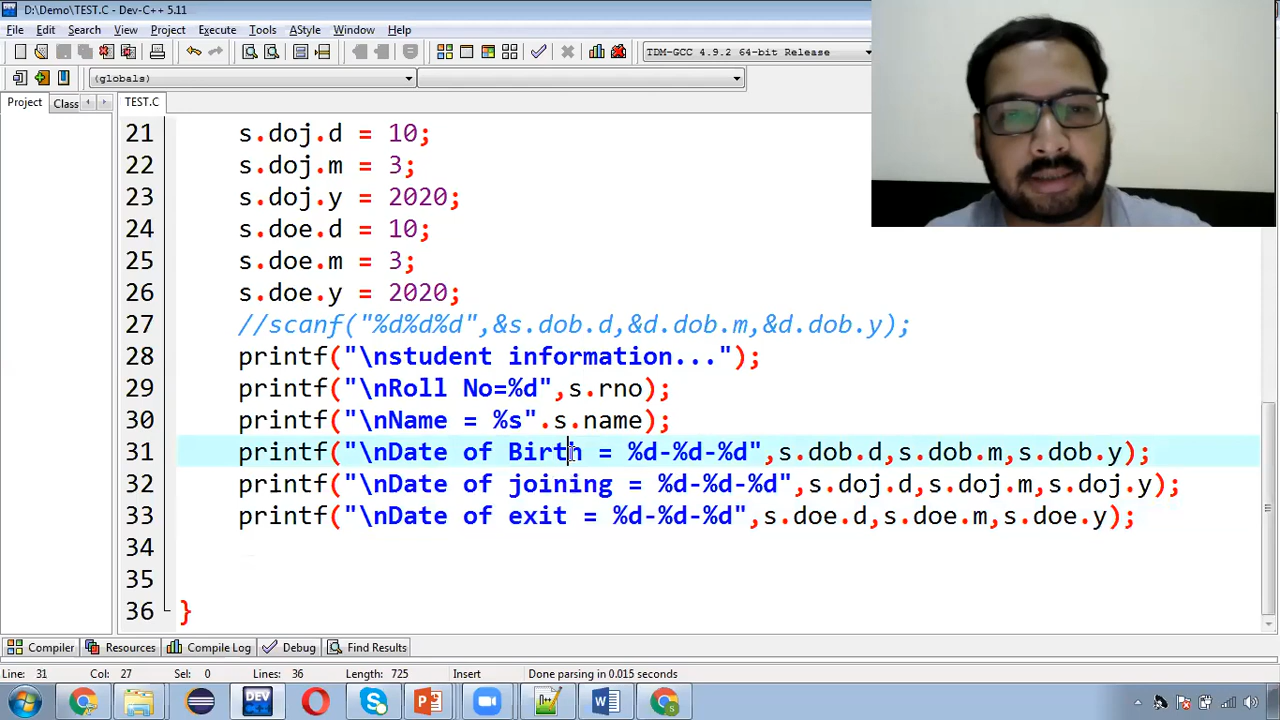 D:\Demo\TEST.C - Dev-C++ 5.11
File Edit Search View Project Execute Tools AStyle Window Help
TDM-GCC 4.9.2 64-bit Release
(globals)
Project Class TEST.C
21 s.doj.d = 10;
22 s.doj.m = 3;
23 s.doj.y = 2020;
24 s.doe.d = 10;
25 s.doe.m = 3;
26 s.doe.y = 2020;
27 //scanf("%d%d%d",&s.dob.d,&d.dob.m,&d.dob.y);
28 printf("\nstudent information...");
29 printf("\nRoll No=%d",s.rno);
30 printf("\nName = %s".s.name);
31 printf("\nDate of Birth = %d-%d-%d",s.dob.d,s.dob.m,s.dob.y);
32 printf("\nDate of joining = %d-%d-%d",s.doj.d,s.doj.m,s.doj.y);
33 printf("\nDate of exit = %d-%d-%d",s.doe.d,s.doe.m,s.doe.y);
34
35
36 }
Compiler Resources Compile Log Debug Find Results
Line: 31 Col: 27 Sel: 0 Lines: 36 Length: 725 Insert Done parsing in 0.015 seconds
DEV